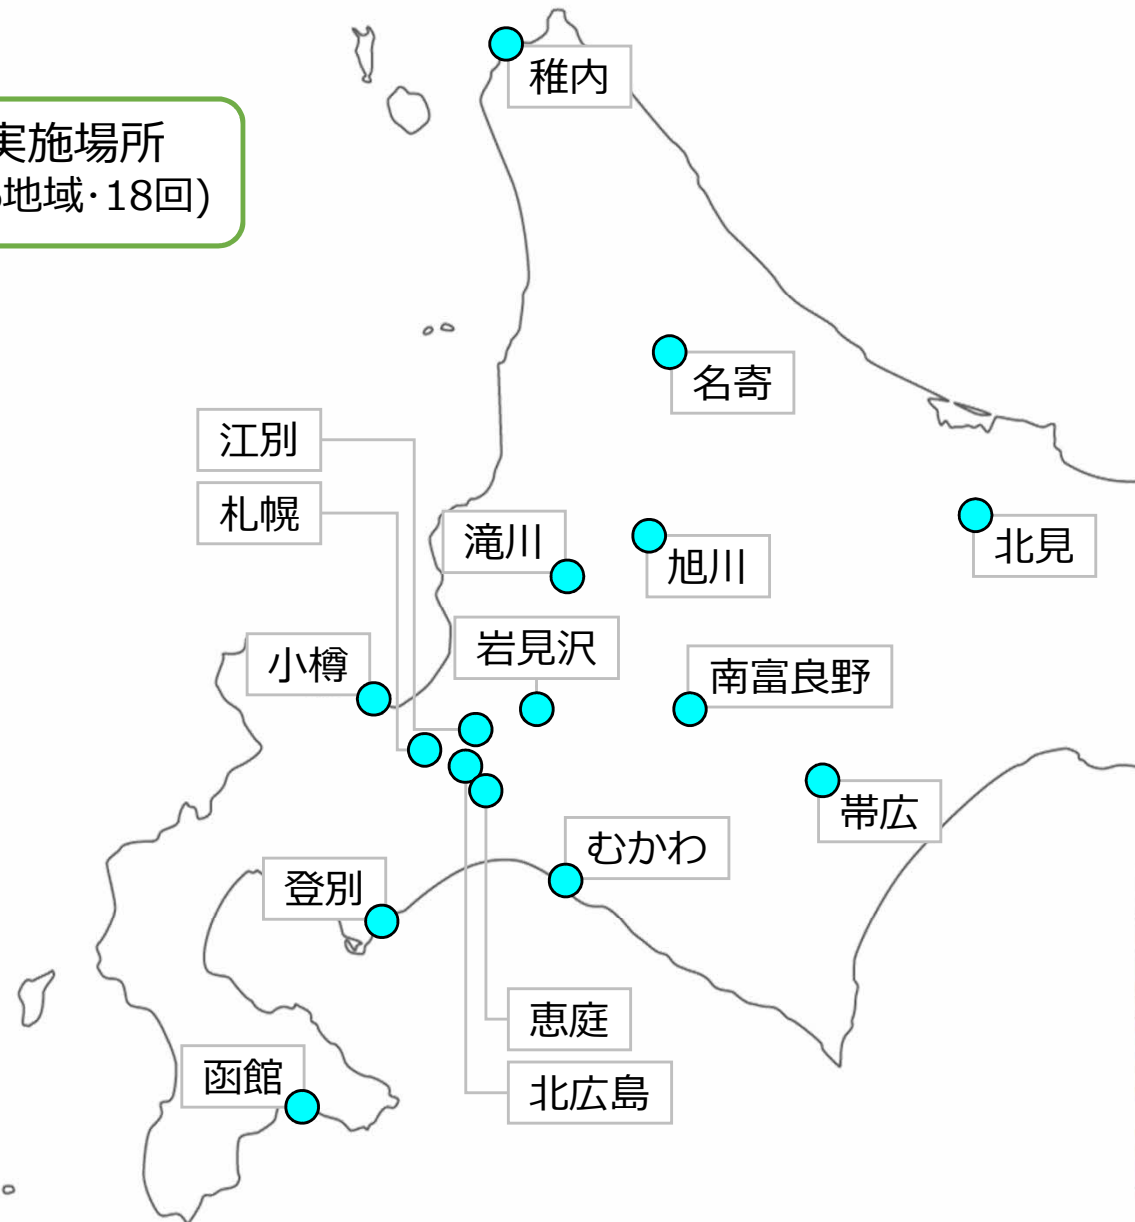 稚内
実施場所
地域･18回)
名寄
江別
札幌
滝川
旭川
北見
小樽
岩見沢
南富良野
帯広
むかわ
登別
恵庭
函館
北広島